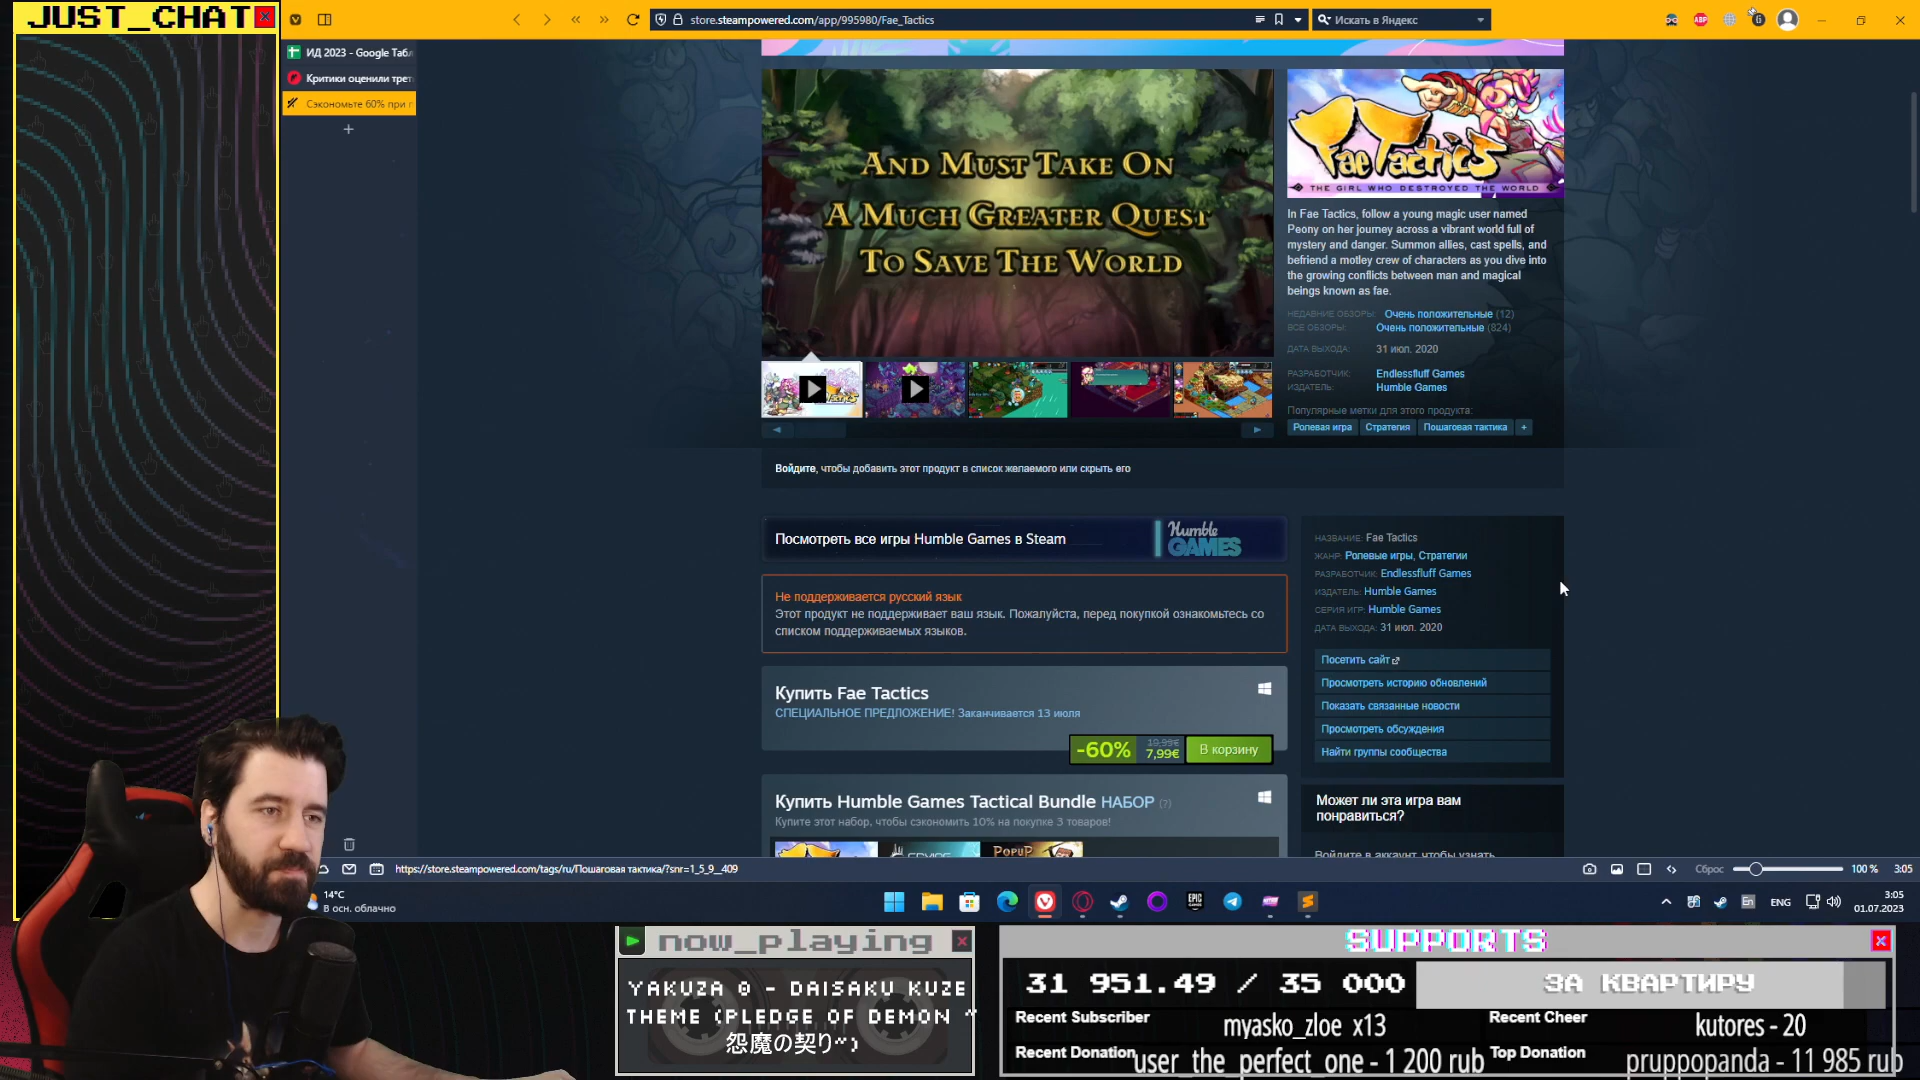 JUST_CHAT
store.steampowered.com/app/995980/Fae_Tactics
Искать в Яндекс
ABP
ИД 2023 - Google Табл
Критики оценили трет
Сэкономьте 60% при п
AND MUST TAKE ON
A MUCH GREATER QUEST
TO SAVE THE WORLD
Fae Tactics
THE GIRL WHO DESTROYED THE WORLD
In Fae Tactics, follow a young magic user named
Peony on her journey across a vibrant world full of
mystery and danger. Summon allies, cast spells, and
befriend a motley crew of characters as you dive into
the growing conflicts between man and magical
beings known as fae.
НЕДАВНИЕ ОБЗОРЫ: Очень положительные (12)
ВСЕ ОБЗОРЫ: Очень положительные (824)
ДАТА ВЫХОДА: 31 июл. 2020
РАЗРАБОТЧИК: Endlessfluff Games
ИЗДАТЕЛЬ: Humble Games
Популярные метки для этого продукта:
Ролевая игра Стратегия Пошаговая тактика +
Войдите, чтобы добавить этот продукт в список желаемого или скрыть его
Посмотреть все игры Humble Games в Steam
Humble GAMES
Не поддерживается русский язык
Этот продукт не поддерживает ваш язык. Пожалуйста, перед покупкой ознакомьтесь со
списком поддерживаемых языков.
Купить Fae Tactics
СПЕЦИАЛЬНОЕ ПРЕДЛОЖЕНИЕ! Заканчивается 13 июля
-60% 19,99€ 7,99€ В корзину
Купить Humble Games Tactical Bundle НАБОР (?)
Купите этот набор, чтобы сэкономить 10% на покупке 3 товаров!
НАЗВАНИЕ: Fae Tactics
ЖАНР: Ролевые игры, Стратегии
РАЗРАБОТЧИК: Endlessfluff Games
ИЗДАТЕЛЬ: Humble Games
СЕРИЯ ИГР: Humble Games
ДАТА ВЫХОДА: 31 июл. 2020
Посетить сайт
Просмотреть историю обновлений
Показать связанные новости
Просмотреть обсуждения
Найти группы сообщества
Может ли эта игра вам
понравиться?
Войдите в аккаунт, чтобы узнать
https://store.steampowered.com/tags/ru/Пошаговая тактика/?snr=1_5_9__409
Сброс 100 % 3:05
14°C
В осн. облачно
EPIC
ENG
3:05
01.07.2023
now_playing
YAKUZA 0 - DAISAKU KUZE
THEME (PLEDGE OF DEMON ~
怨魔の契り~)
SUPPORTS
31 951.49 / 35 000 ЗА КВАРТИРУ
Recent Subscriber myasko_zloe x13
Recent Cheer kutores - 20
Recent Donation user_the_perfect_one - 1 200 rub
Top Donation pruppopanda - 11 985 rub